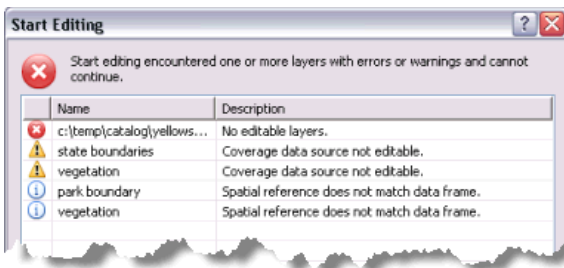 Start Editing
Start editing encountered one or more layers with errors or warnings and cannot
continue.
Name Description
c:\temp\catalog\yellows... No editable layers.
state boundaries Coverage data source not editable.
vegetation Coverage data source not editable.
park boundary Spatial reference does not match data frame.
vegetation Spatial reference does not match data frame.